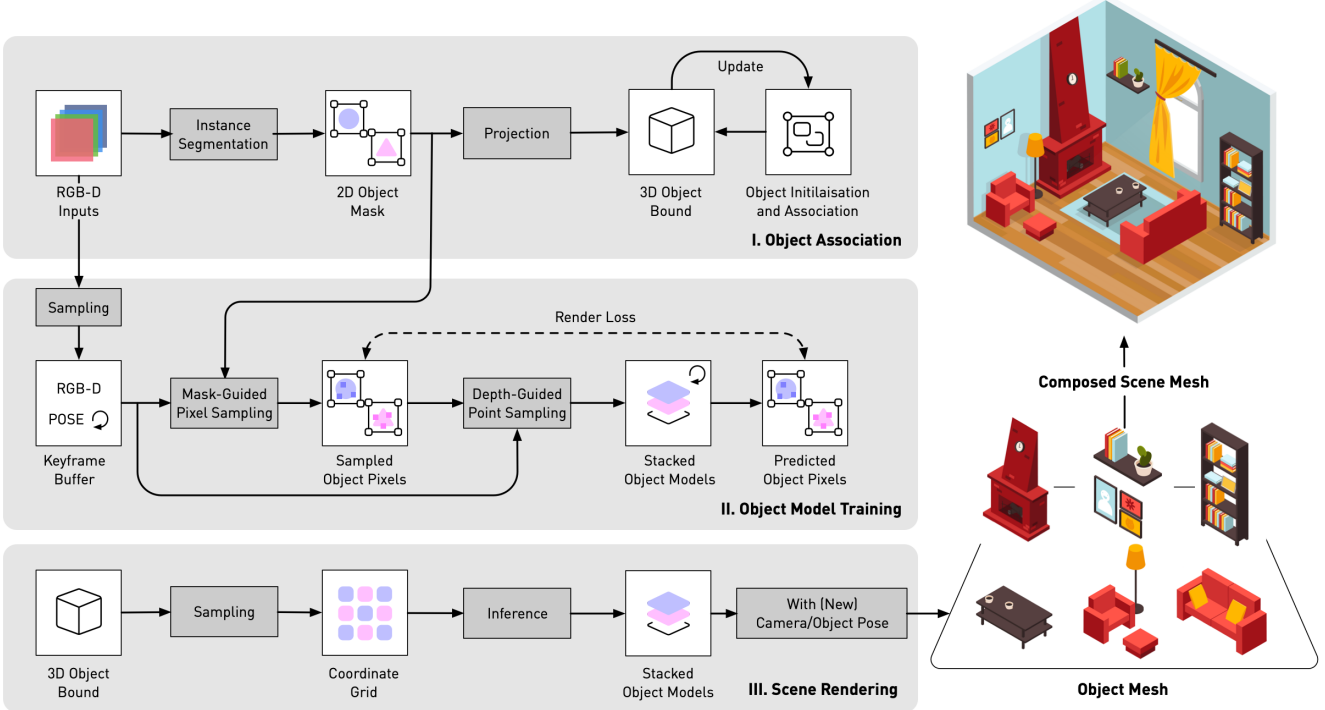 Update
Instance
Segmentation
Projection
RGB-D
Inputs
2D Object
Mask
3D Object
Bound
Object Initilaisation
and Association
I. Object Association
Sampling
Render Loss
RGB-D
POSE
Mask-Guided
Pixel Sampling
Depth-Guided
Point Sampling
Keyframe
Buffer
Sampled
Object Pixels
Stacked
Object Models
Predicted
Object Pixels
II. Object Model Training
Sampling
Inference
With (New)
Camera/Object Pose
3D Object
Bound
Coordinate
Grid
Stacked
Object Models
III. Scene Rendering
Composed Scene Mesh
Object Mesh